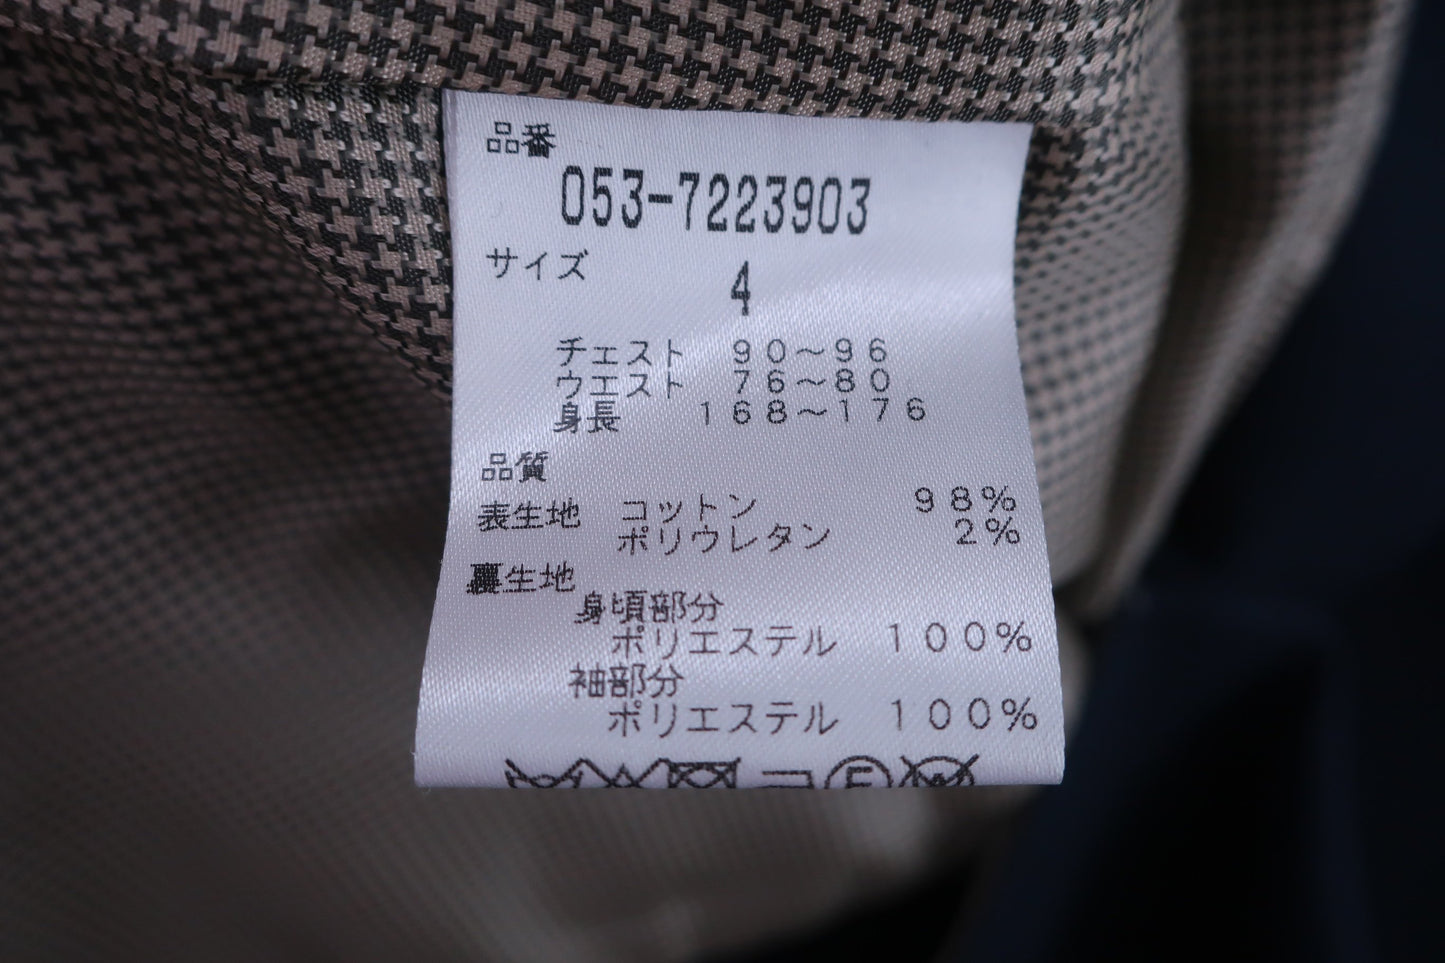 品番
053-7223903
サイズ 4
チェスト 90～96
ウエスト 76～80
身長 168～176
品質
表生地 コットン 98%
ポリウレタン 2%
裏生地
身頃部分
ポリエステル 100%
袖部分
ポリエステル 100%